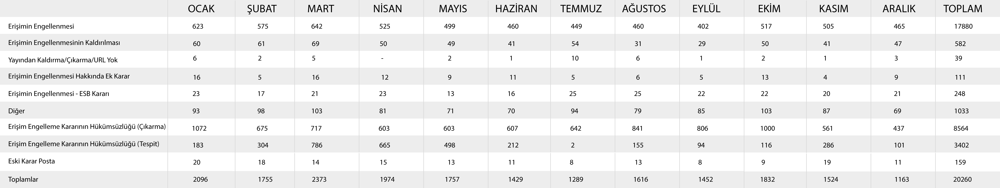 OCAK ŞUBAT MART NİSAN MAYIS HAZİRAN TEMMUZ AĞUSTOS EYLÜL EKİM KASIM ARALIK TOPLAM
Erişimin Engellenmesi 623 575 642 525 499 460 449 460 402 517 505 465 17880
Erişimin Engellenmesinin Kaldırılması 60 61 69 50 49 41 54 31 29 50 41 47 582
Yayından Kaldırma/Çıkarma/URL Yok 6 2 5 - 2 1 10 6 1 2 1 3 39
Erişimin Engellenmesi Hakkında Ek Karar 16 5 16 12 9 11 5 6 5 13 4 9 111
Erişimin Engellenmesi - ESB Kararı 23 17 21 23 13 16 25 25 22 22 20 21 248
Diğer 93 98 103 81 71 70 94 79 85 103 87 69 1033
Erişim Engelleme Kararının Hükümsüzlüğü (Çıkarma) 1072 675 717 603 603 607 642 841 806 1000 561 437 8564
Erişim Engelleme Kararının Hükümsüzlüğü (Tespit) 183 304 786 665 498 212 2 155 94 116 286 101 3402
Eski Karar Posta 20 18 14 15 13 11 8 13 8 9 19 11 159
Toplamlar 2096 1755 2373 1974 1757 1429 1289 1616 1452 1832 1524 1163 20260